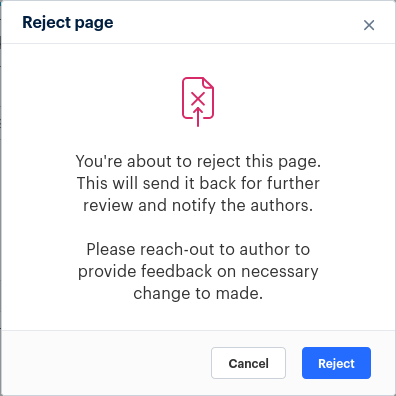 Reject page
You're about to reject this page.
This will send it back for further
review and notify the authors.
Please reach-out to author to
provide feedback on necessary
change to made.
Cancel
Reject